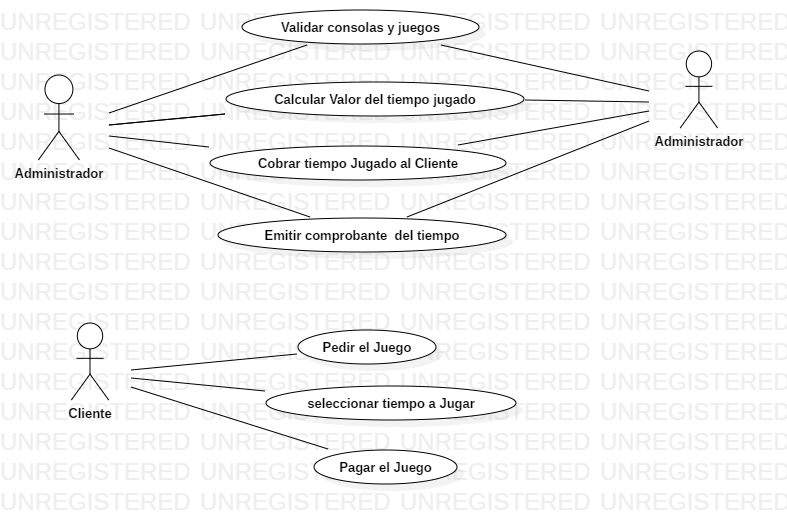 Validar consolas y juegos
Calcular Valor del tiempo jugado
Administrador
Administrador
Cobrar tiempo Jugado al Cliente
Emitir comprobante  del tiempo
Pedir el Juego
seleccionar tiempo a Jugar
Cliente
Pagar el Juego
UNREGISTERED UNREGISTERED UNREGISTERED UNREGISTERED